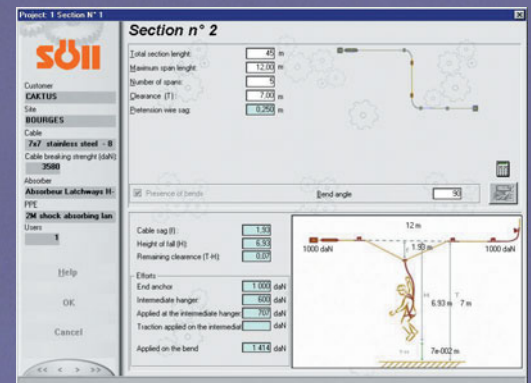 Project: 1 Section N° 1
söll
Customer
CAKTUS
Site
BOURGES
Cable
7x7 stainless steel - 8
Cable breaking strenght (daN)
3580
Absorber
Absorbeur Latchways H-
PPE
2M shock absorbing lan
Users
1
Help
OK
Cancel
<< < > >>
Section n° 2
Total section lenght: 45 m
Maximum span lenght: 12,00 m
Number of spans: 5
Clearance (T): 7,00 m
Pretension wire sag: 0,250 m
Presence of bends
Bend angle 90
Cable sag (f): 1,93
Height of fall (H): 6,93
Remaining clearence (T-H): 0,07
Efforts
End anchor 1 000 daN
Intermediate hanger: 600 daN
Applied at the intermediate hanger: 707 daN
Traction applied on the intermediat daN
Applied on the bend 1 414 daN
12 m
1000 daN
f
1.93 m
1000 daN
H
T
6.93 m
7 m
7e-002 m